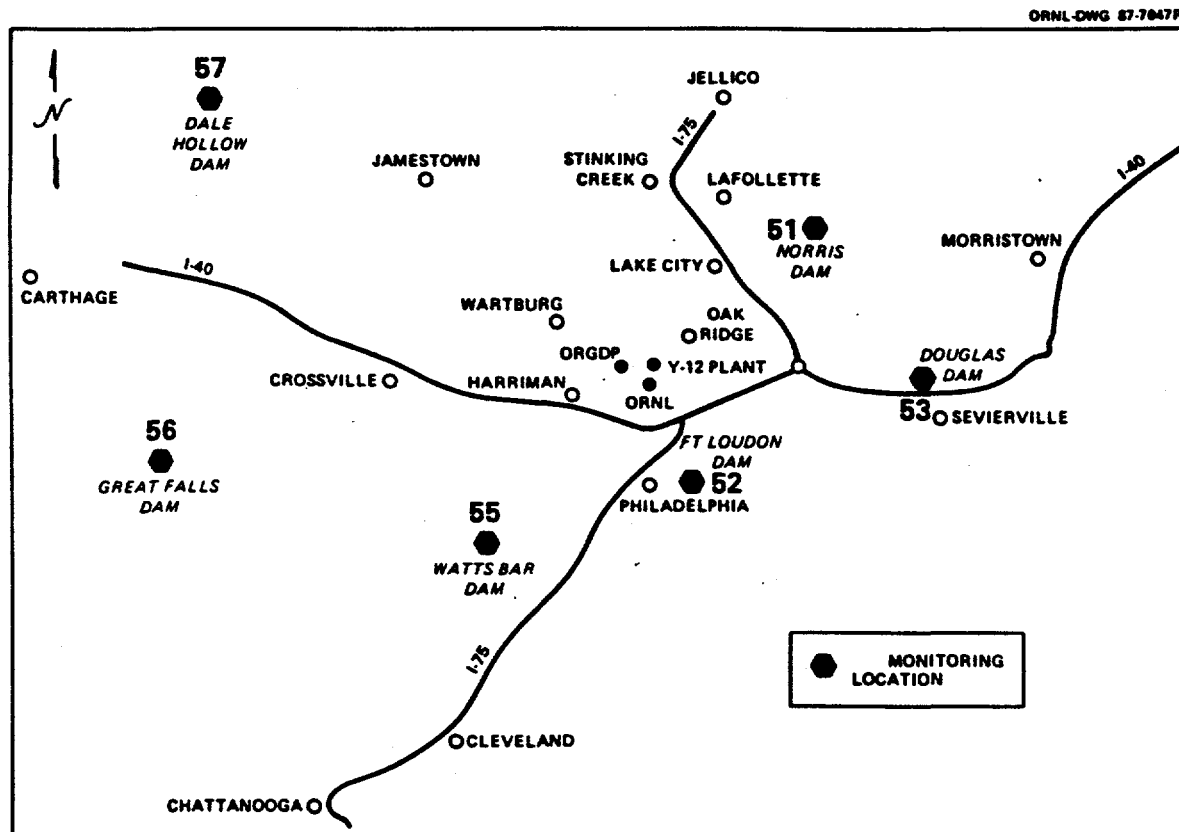 ORNL-DWG 87-7047R
N
57
DALE
HOLLOW
DAM
JELLICO
I-75
JAMESTOWN
STINKING
CREEK
LAFOLLETTE
I-40
51
NORRIS
DAM
MORRISTOWN
I-40
CARTHAGE
LAKE CITY
WARTBURG
OAK
RIDGE
ORGDP
Y-12 PLANT
DOUGLAS
DAM
CROSSVILLE
HARRIMAN
ORNL
53
SEVIERVILLE
56
GREAT FALLS
DAM
FT LOUDON
DAM
52
PHILADELPHIA
55
WATTS BAR
DAM
I-75
MONITORING
LOCATION
CLEVELAND
CHATTANOOGA